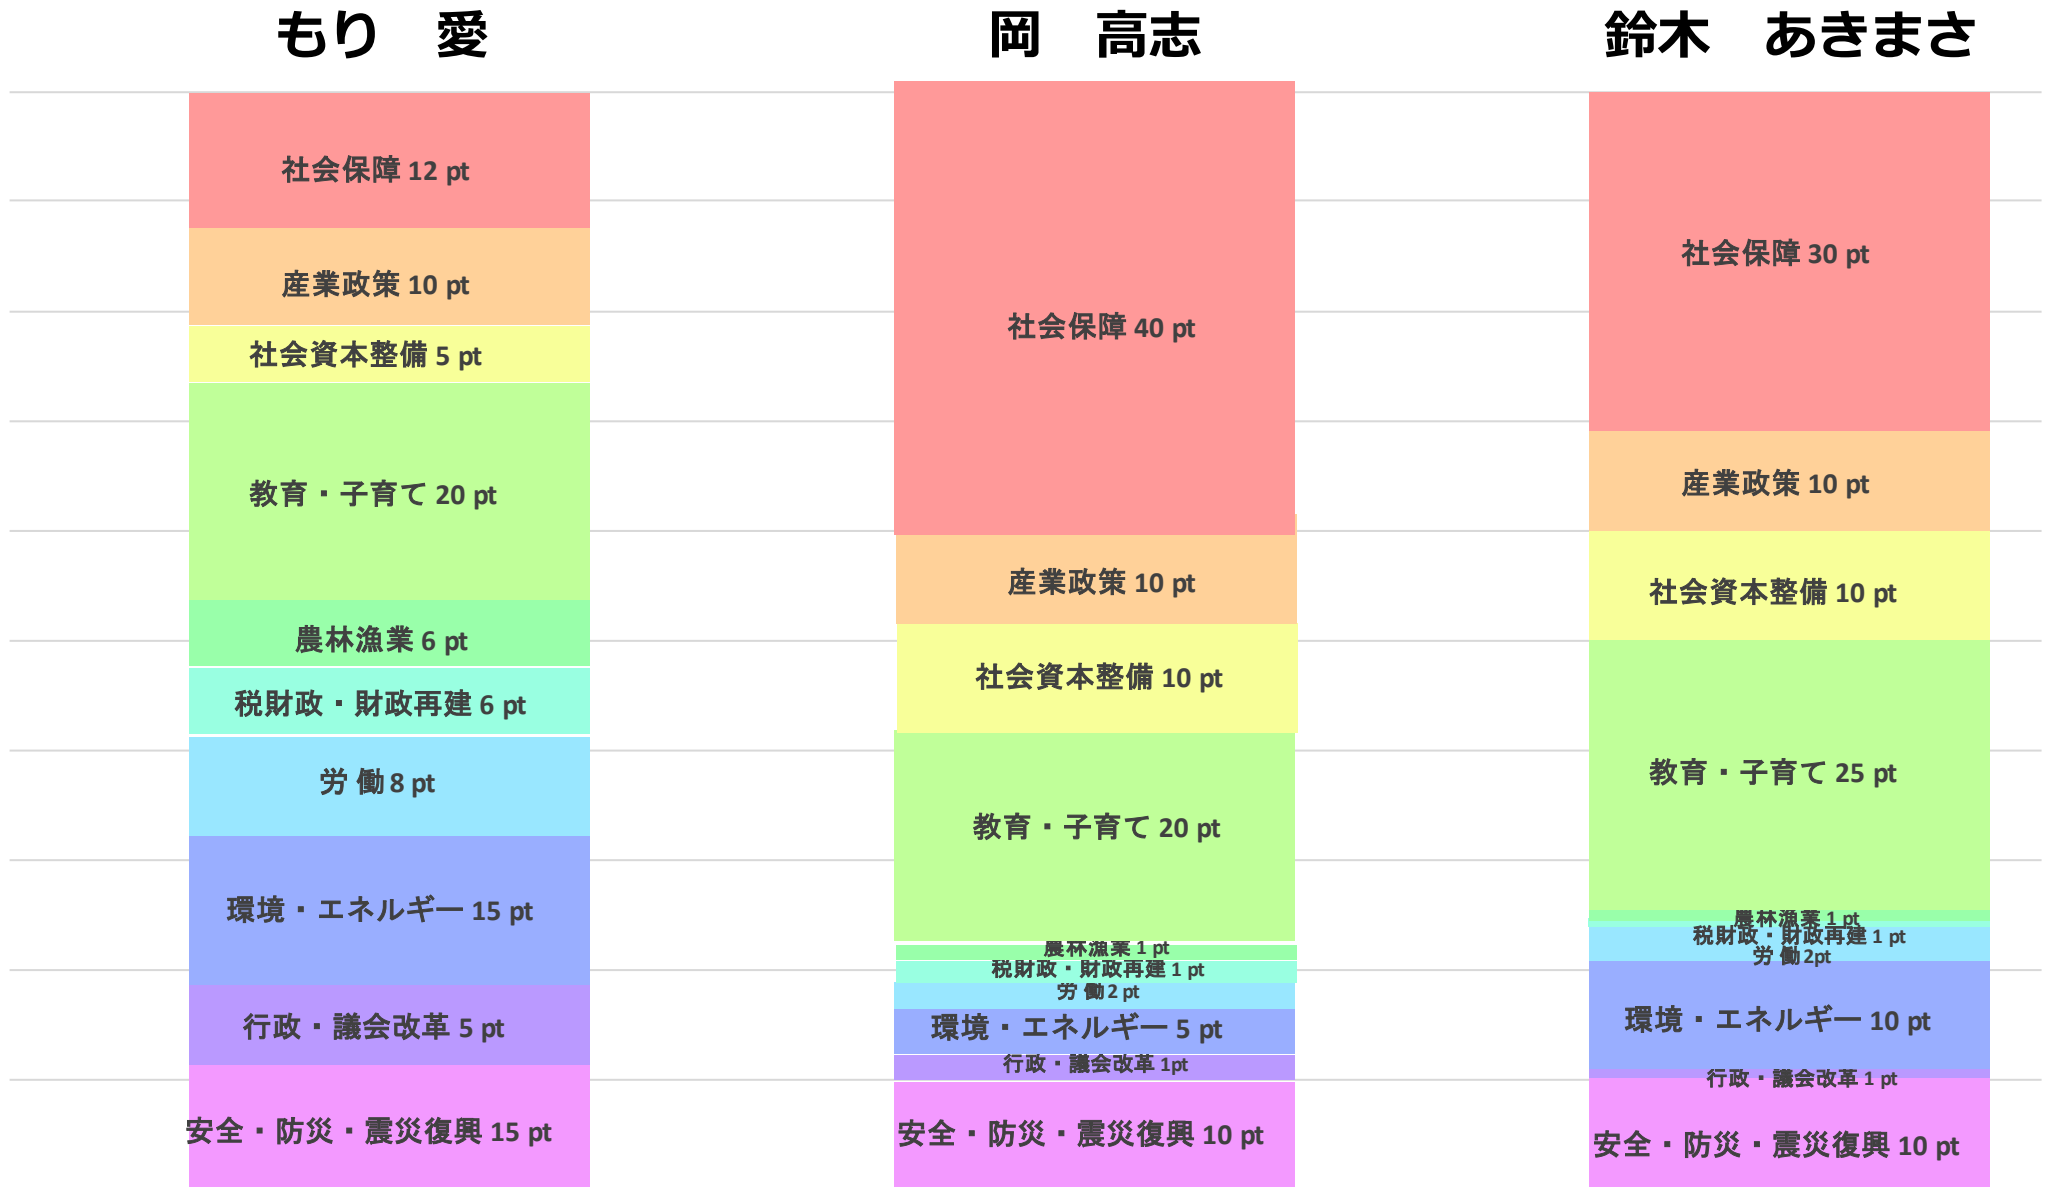 もり　愛
社会保障 12 pt
産業政策 10 pt
社会資本整備 5 pt
教育・子育て 20 pt
農林漁業 6 pt
税財政・財政再建 6 pt
労 働 8 pt
環境・エネルギー 15 pt
行政・議会改革 5 pt
安全・防災・震災復興 15 pt
岡　高志
社会保障 40 pt
産業政策 10 pt
社会資本整備 10 pt
教育・子育て 20 pt
農林漁業 1 pt
税財政・財政再建 1 pt
労 働 2 pt
環境・エネルギー 5 pt
行政・議会改革 1pt
安全・防災・震災復興 10 pt
鈴木　あきまさ
社会保障 30 pt
産業政策 10 pt
社会資本整備 10 pt
教育・子育て 25 pt
農林漁業 1 pt
税財政・財政再建 1 pt
労 働 2pt
環境・エネルギー 10 pt
行政・議会改革 1 pt
安全・防災・震災復興 10 pt